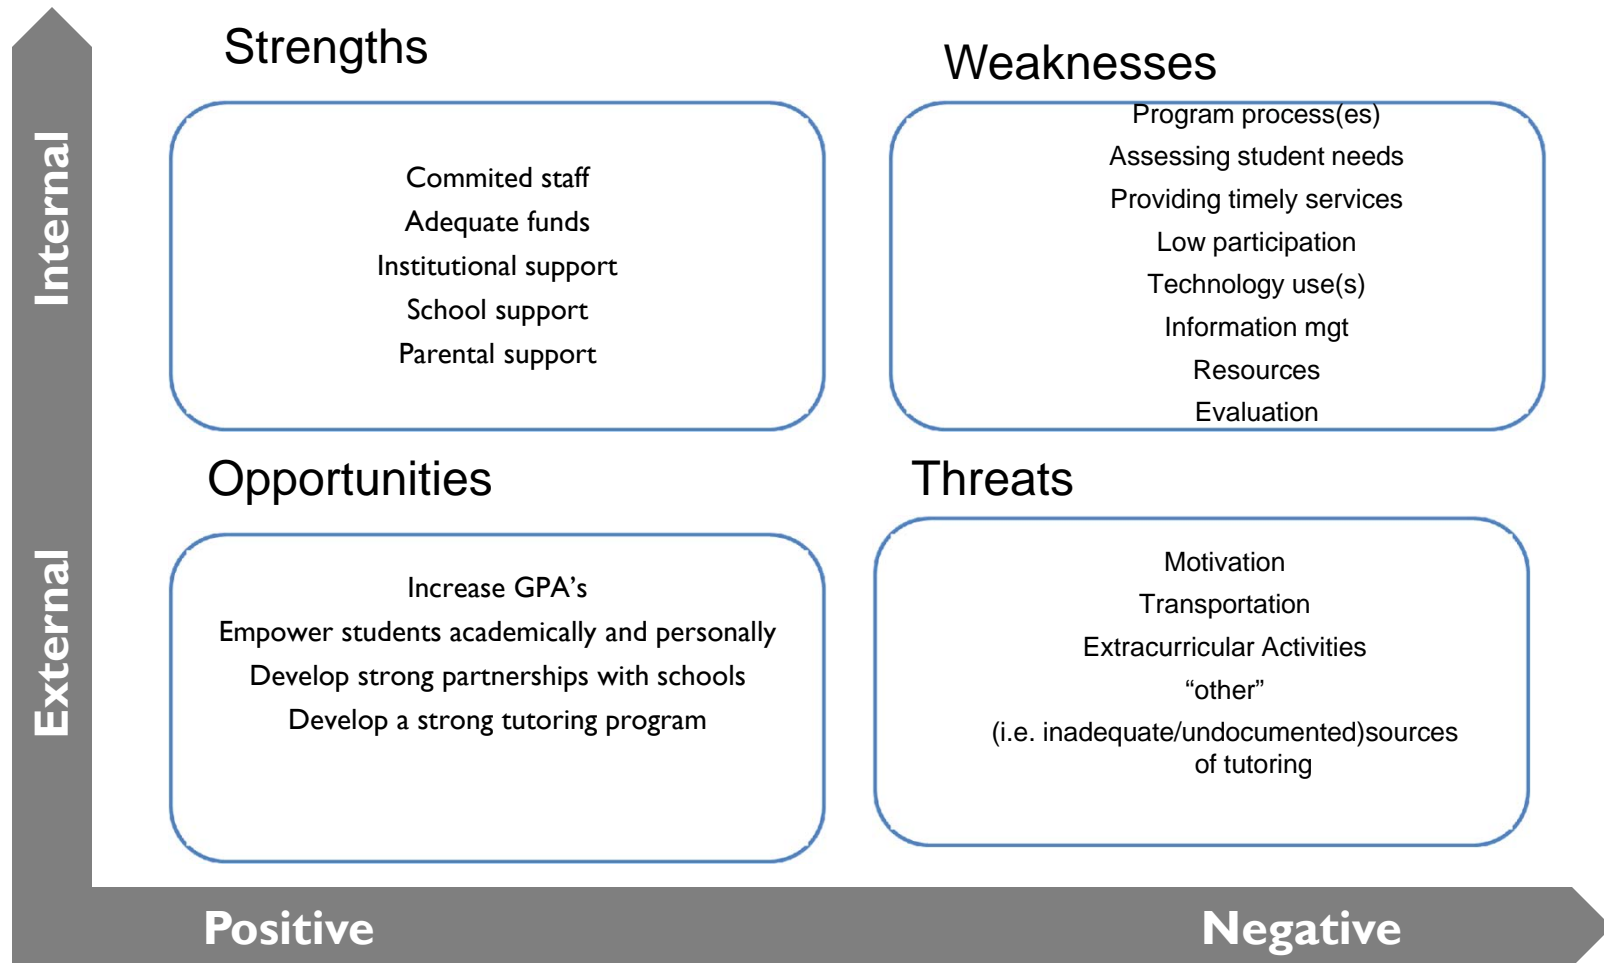 Internal
External
Strengths
Commited staff
Adequate funds
Institutional support
School support
Parental support
Weaknesses
Program process(es)
Assessing student needs
Providing timely services
Low participation
Technology use(s)
Information mgt
Resources
Evaluation
Opportunities
Increase GPA’s
Empower students academically and personally
Develop strong partnerships with schools
Develop a strong tutoring program
Threats
Motivation
Transportation
Extracurricular Activities
“other”
(i.e. inadequate/undocumented)sources
of tutoring
Positive
Negative